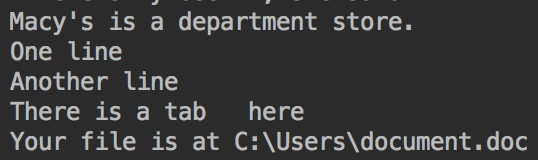 Macy's is a department store.
One line
Another line
There is a tab   here
Your file is at C:\Users\document.doc